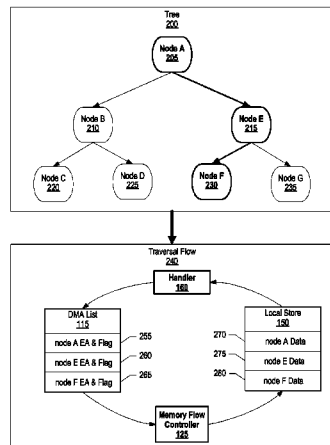 Tree
200
Node A
205
Node B
210
Node E
215
Node C
220
Node D
225
Node F
230
Node G
235
Traversal Flow
240
Handler
160
DMA List
115
Local Store
150
node A EA & Flag
255
270
node A Data
node E EA & Flag
260
275
node E Data
node F EA & Flag
265
280
node F Data
Memory Flow
Controller
125